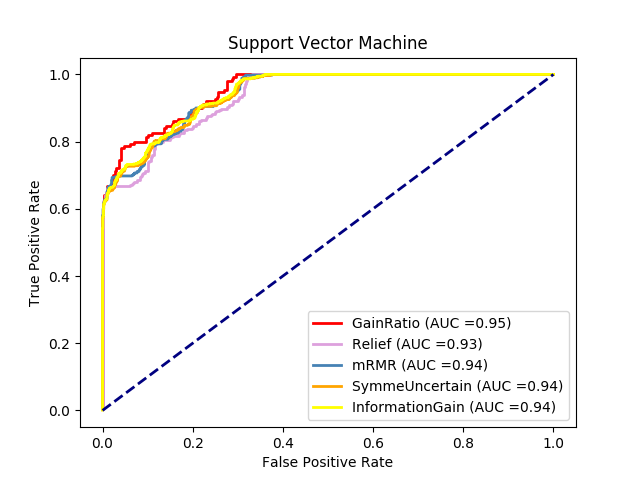 Support Vector Machine
True Positive Rate
1.0
0.8
0.6
0.4
0.2
0.0
GainRatio (AUC =0.95)
Relief (AUC =0.93)
mRMR (AUC =0.94)
SymmeUncertain (AUC =0.94)
InformationGain (AUC =0.94)
0.0 0.2 0.4 0.6 0.8 1.0
False Positive Rate